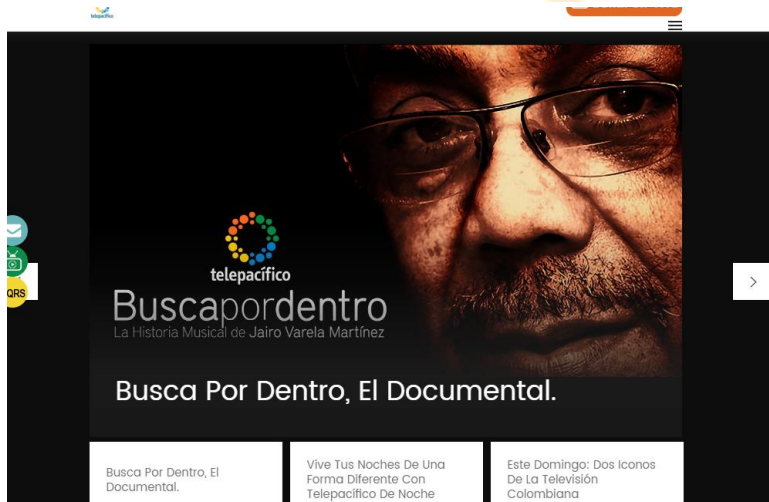 telepacífico
telepacífico
Buscapordentro
La Historia Musical de Jairo Varela Martínez
Busca Por Dentro, El Documental.
QRS
Busca Por Dentro, El
Documental.
Vive Tus Noches De Una
Forma Diferente Con
Telepacífico De Noche
Este Domingo: Dos Iconos
De La Televisión
Colombiana